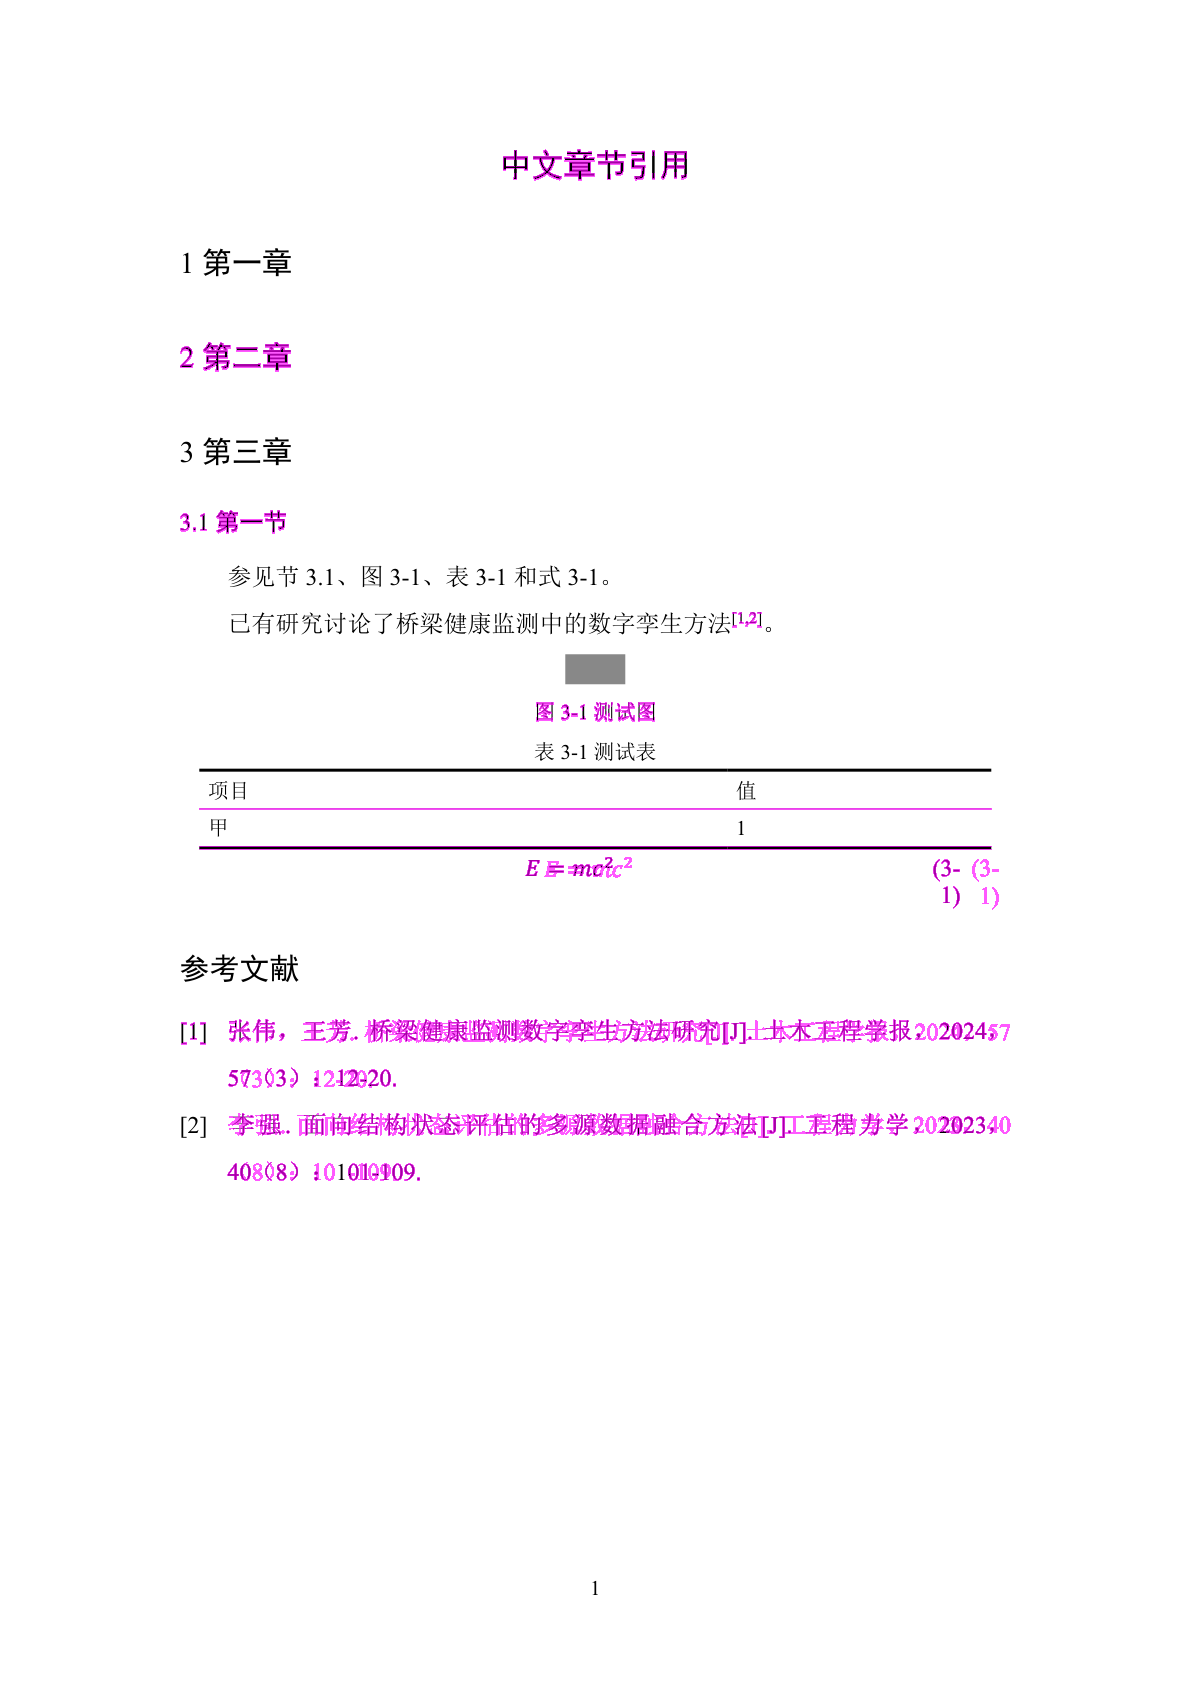 中文章节引用
1 第一章
2 第二章
3 第三章
3.1 第一节
参见节 3.1、图 3-1、表 3-1 和式 3-1。
已有研究讨论了桥梁健康监测中的数字孪生方法[1,2]。
图 3-1 测试图
表 3-1 测试表
项目 值
甲 1
E = mc² (3-
1)
参考文献
[1] 张伟，王芳. 桥梁健康监测数字孪生方法研究[J]. 土木工程学报，2024，
57（3）：12-20.
[2] 李强. 面向结构状态评估的多源数据融合方法[J]. 工程力学，2023，
40（8）：101-109.
1